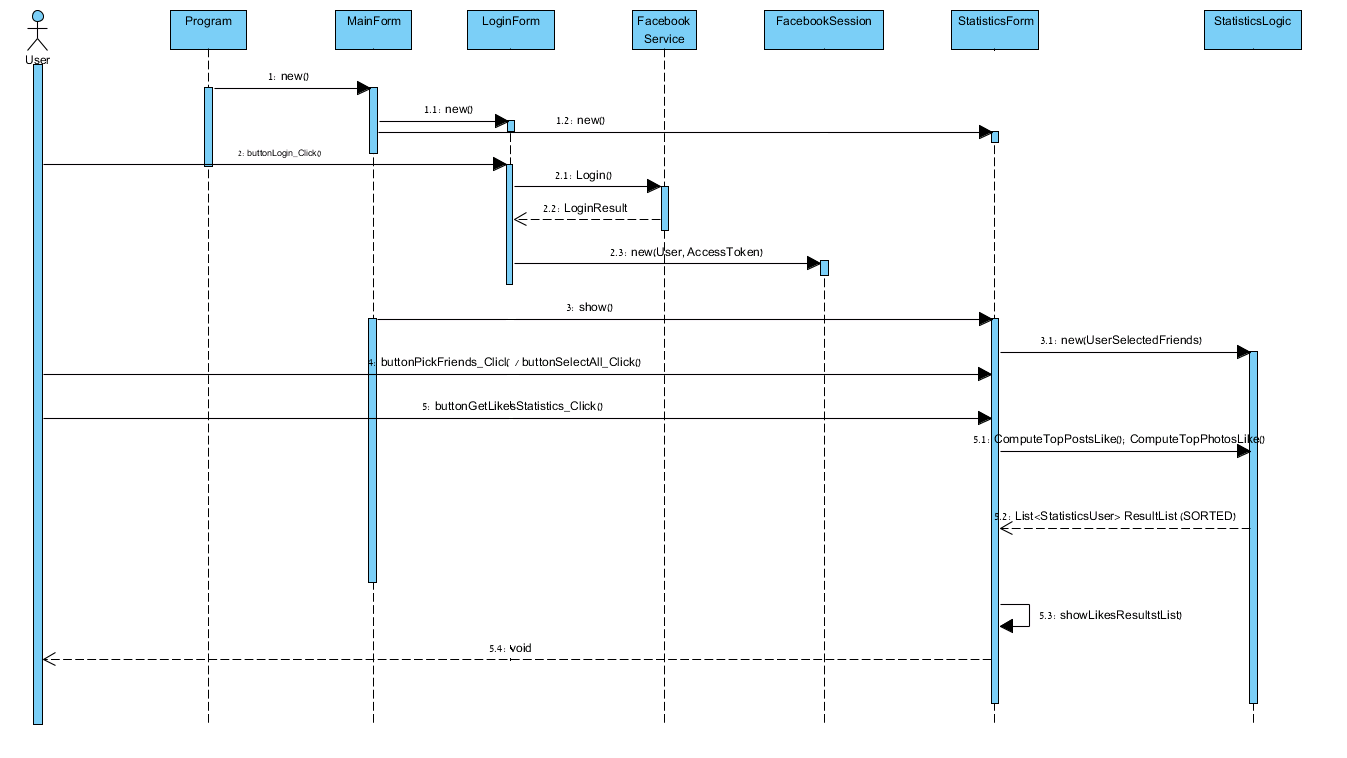 User
Program
MainForm
LoginForm
Facebook
Service
FacebookSession
StatisticsForm
StatisticsLogic
1: new()
1.1: new()
1.2: new()
2: buttonLogin_Click()
2.1: Login()
2.2: LoginResult
2.3: new(User, AccessToken)
3: show()
3.1: new(UserSelectedFriends)
4: buttonPickFriends_Clicl( / buttonSelectAll_Click()
5: buttonGetLikesStatistics_Click()
5.1: ComputeTopPostsLike(); ComputeTopPhotosLike()
5.2: List<StatisticsUser> ResultList (SORTED)
5.3: showLikesResultstList()
5.4: void